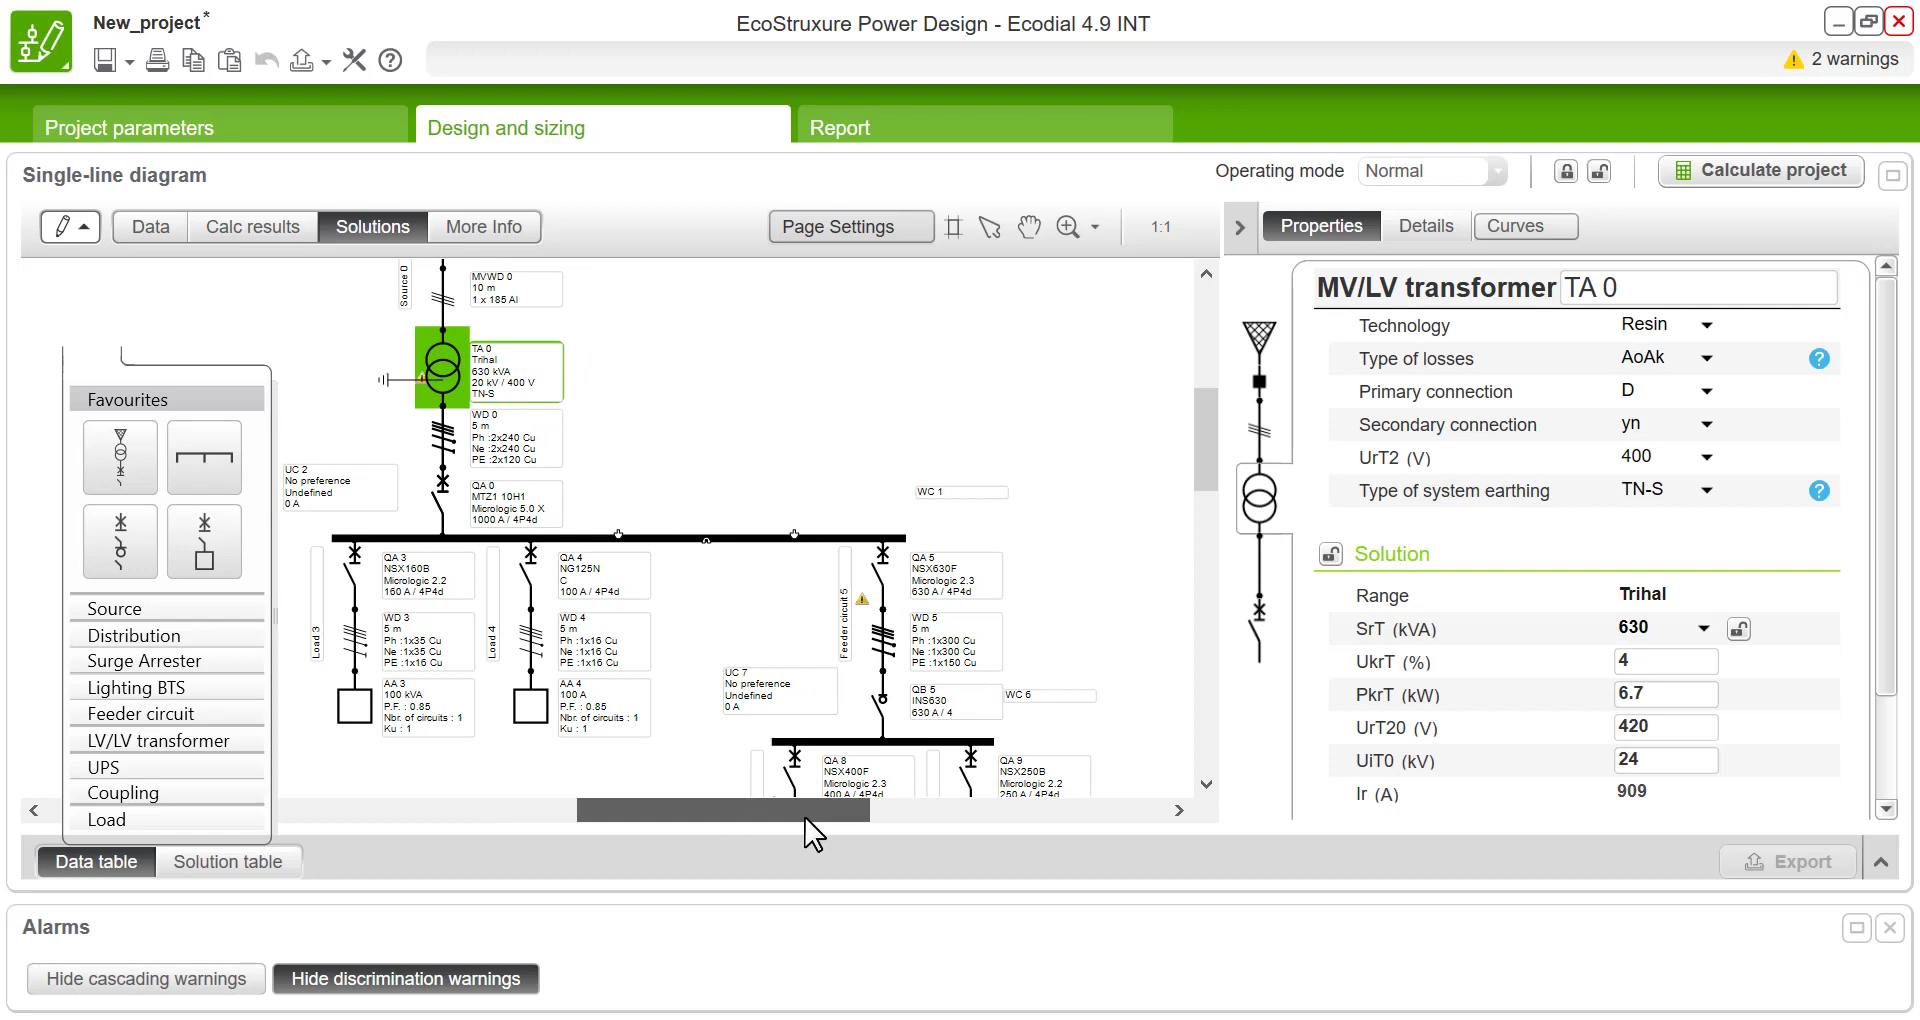 New_project*
EcoStruxure Power Design - Ecodial 4.9 INT
2 warnings
Project parameters
Design and sizing
Report
Single-line diagram
Operating mode
Normal
Calculate project
Data
Calc results
Solutions
More Info
Page Settings
1:1
Properties
Details
Curves
Source 0
MVWD 0
10 m
1 x 185 Al
TA 0
Trihal
630 kVA
20 kV / 400 V
TN-S
WD 0
5 m
Ph :2x240 Cu
Ne :2x240 Cu
PE :2x120 Cu
UC 2
No preference
Undefined
0 A
QA 0
MTZ1 10H1
Micrologic 5.0 X
1000 A / 4P4d
WC 1
Load 3
QA 3
NSX160B
Micrologic 2.2
160 A / 4P4d
WD 3
5 m
Ph :1x35 Cu
Ne :1x35 Cu
PE :1x16 Cu
AA 3
100 kVA
P.F. : 0.85
Nbr. of circuits : 1
Ku : 1
Load 4
QA 4
NG125N
C
100 A / 4P4d
WD 4
5 m
Ph :1x16 Cu
Ne :1x16 Cu
PE :1x16 Cu
AA 4
100 A
P.F. : 0.85
Nbr. of circuits : 1
Ku : 1
Feeder circuit 5
QA 5
NSX630F
Micrologic 2.3
630 A / 4P4d
WD 5
5 m
Ph :1x300 Cu
Ne :1x300 Cu
PE :1x150 Cu
UC 7
No preference
Undefined
0 A
QB 5
INS630
630 A / 4
WC 6
QA 8
NSX400F
Micrologic 2.3
400 A / 4P4d
QA 9
NSX250B
Micrologic 2.2
250 A / 4P4d
Favourites
Source
Distribution
Surge Arrester
Lighting BTS
Feeder circuit
LV/LV transformer
UPS
Coupling
Load
MV/LV transformer TA 0
Technology Resin
Type of losses AoAk ?
Primary connection D
Secondary connection yn
UrT2 (V) 400
Type of system earthing TN-S ?
Solution
Range Trihal
SrT (kVA) 630
UkrT (%) 4
PkrT (kW) 6.7
UrT20 (V) 420
UiT0 (kV) 24
Ir (A) 909
Data table
Solution table
Export
Alarms
Hide cascading warnings
Hide discrimination warnings